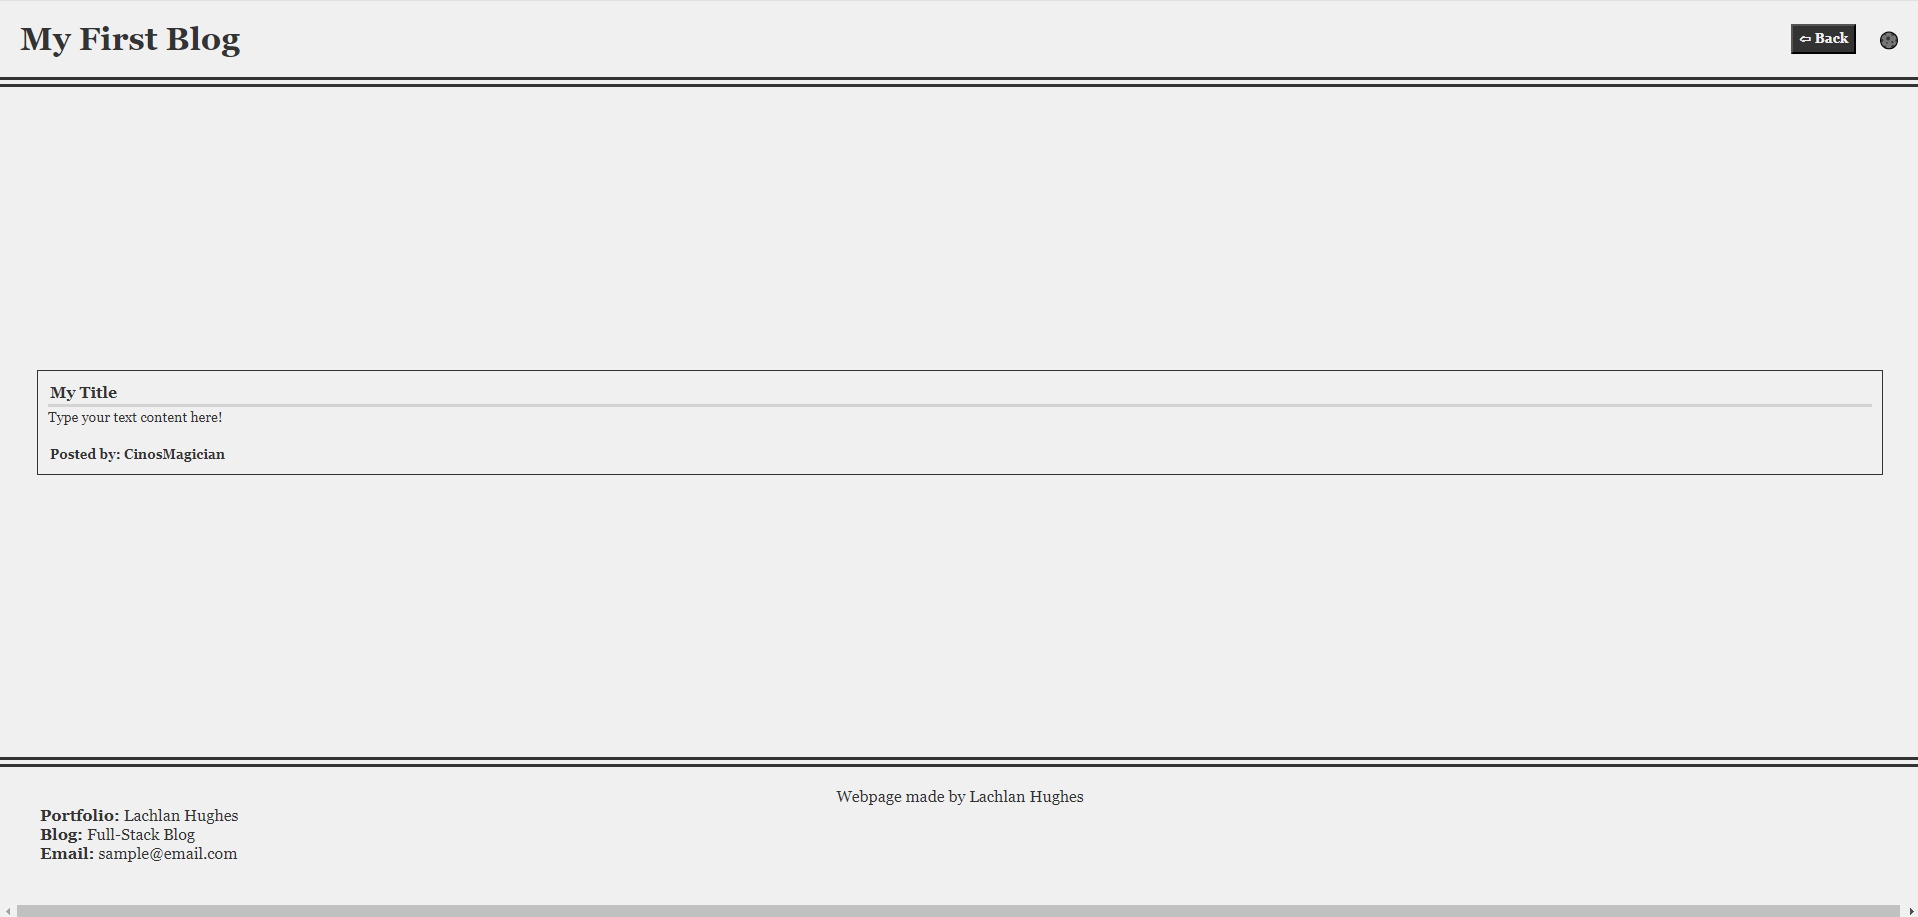 My First Blog
⇦ Back
My Title
Type your text content here!
Posted by: CinosMagician
Webpage made by Lachlan Hughes
Portfolio: Lachlan Hughes
Blog: Full-Stack Blog
Email: sample@email.com